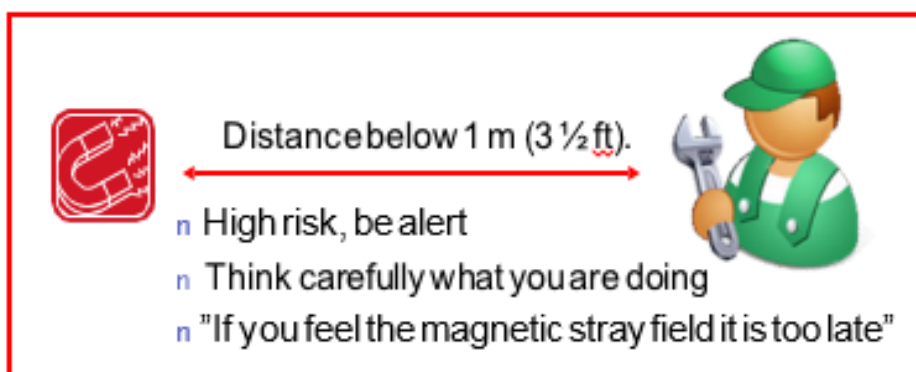 Distance below 1 m (3 ½ ft).
n High risk, be alert
n Think carefully what you are doing
n ”If you feel the magnetic stray field it is too late”